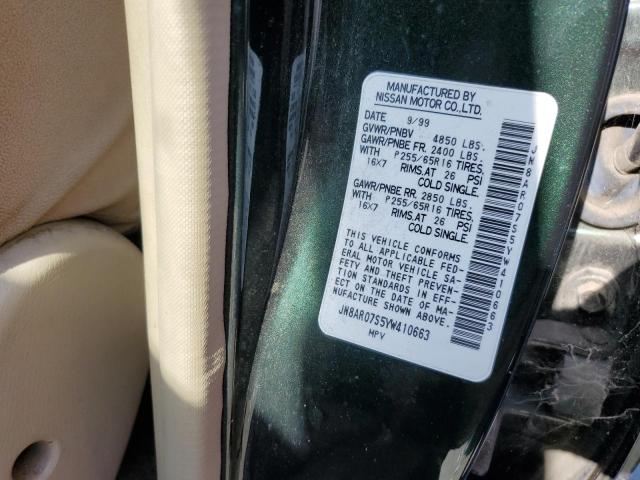 MANUFACTURED BY
NISSAN MOTOR CO.,LTD.
DATE 9/99
GVWR/PNBV 4850 LBS.
GAWR/PNBE FR. 2400 LBS.
WITH P255/65R16 TIRES,
16X7 RIMS,AT 26 PSI
COLD SINGLE.
GAWR/PNBE RR. 2850 LBS.
WITH P255/65R16 TIRES,
16X7 RIMS,AT 26 PSI
COLD SINGLE.
THIS VEHICLE CONFORMS
TO ALL APPLICABLE FED-
ERAL MOTOR VEHICLE SA-
FETY AND THEFT PREVEN-
TION STANDARDS IN EFF-
ECT ON THE DATE OF MA-
NUFACTURE SHOWN ABOVE.
JN8AR07S5YW410663
MPV
JN8AR07S5YW410663